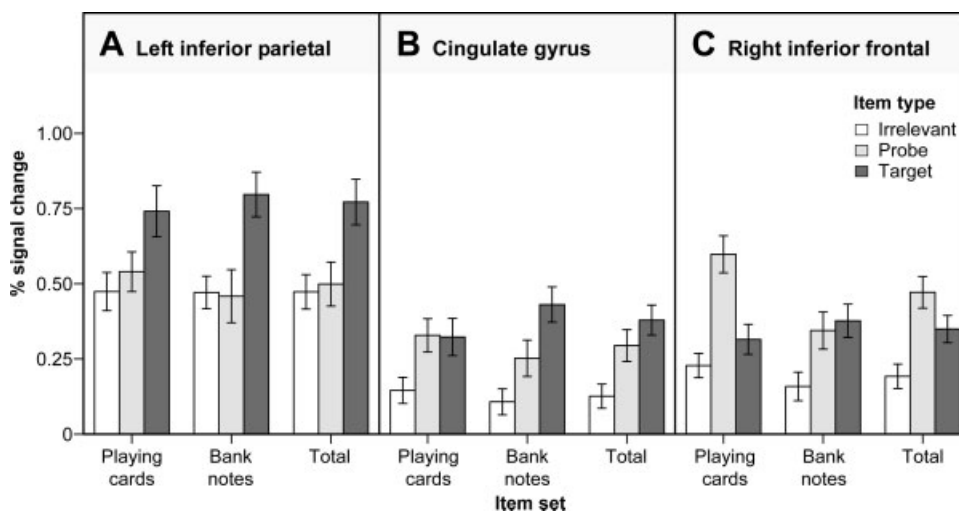 A Left inferior parietal
B Cingulate gyrus
C Right inferior frontal
Item type
Irrelevant
Probe
Target
% signal change
1.00
0.75
0.50
0.25
0
Playing cards
Bank notes
Total
Playing cards
Bank notes
Total
Playing cards
Bank notes
Total
Item set